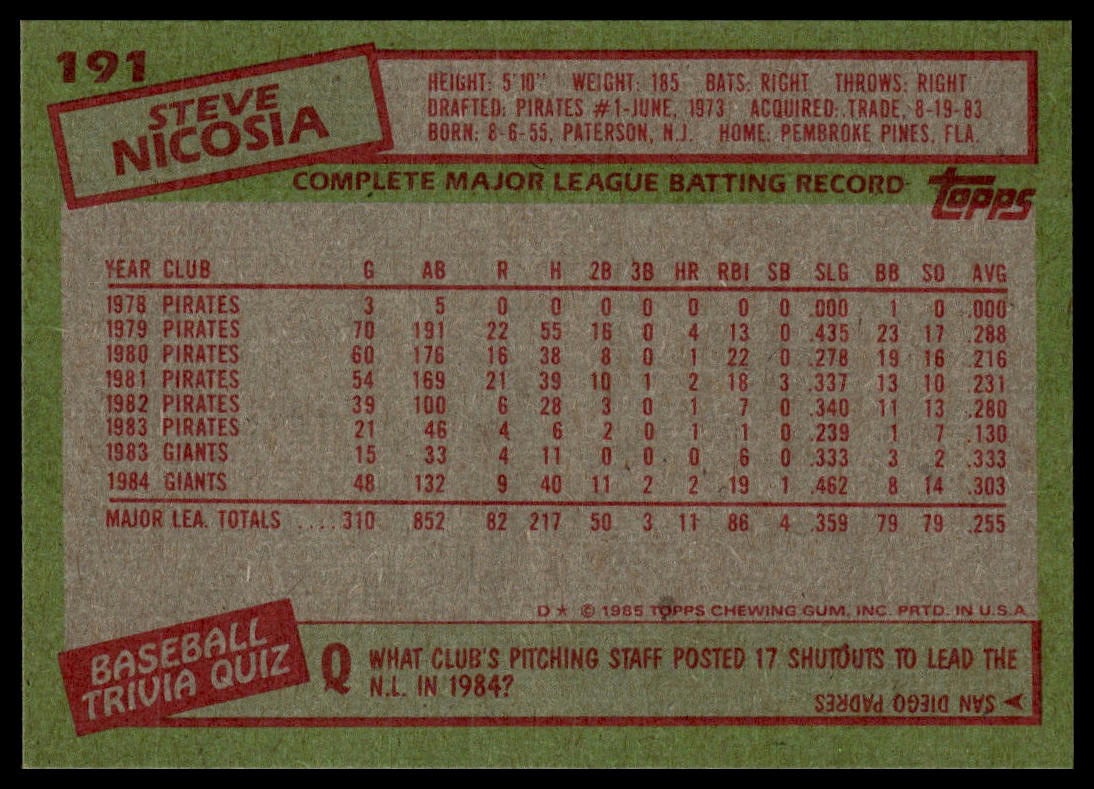 191
STEVE
NICOSIA
HEIGHT: 5'10" WEIGHT: 185 BATS: RIGHT THROWS: RIGHT
DRAFTED: PIRATES #1-JUNE, 1973 ACQUIRED: TRADE, 8-19-83
BORN: 8-6-55, PATERSON, N.J. HOME: PEMBROKE PINES, FLA.
COMPLETE MAJOR LEAGUE BATTING RECORD
TOPPS
YEAR CLUB G AB R H 2B 3B HR RBI SB SLG BB SO AVG
1978 PIRATES 3 5 0 0 0 0 0 0 0 .000 1 0 .000
1979 PIRATES 70 191 22 55 16 0 4 13 0 .435 23 17 .288
1980 PIRATES 60 176 16 38 8 0 1 22 0 .278 19 16 .216
1981 PIRATES 54 169 21 39 10 1 2 18 3 .337 13 10 .231
1982 PIRATES 39 100 6 28 3 0 1 7 0 .340 11 13 .280
1983 PIRATES 21 46 4 6 2 0 1 1 0 .239 1 7 .130
1983 GIANTS 15 33 4 11 0 0 0 6 0 .333 3 2 .333
1984 GIANTS 48 132 9 40 11 2 2 19 1 .462 8 14 .303
MAJOR LEA. TOTALS ....310 852 82 217 50 3 11 86 4 .359 79 79 .255
D* © 1985 TOPPS CHEWING GUM, INC. PRTD. IN U.S.A.
BASEBALL
TRIVIA QUIZ
Q WHAT CLUB'S PITCHING STAFF POSTED 17 SHUTOUTS TO LEAD THE
N.L. IN 1984?
SAN DIEGO PADRES